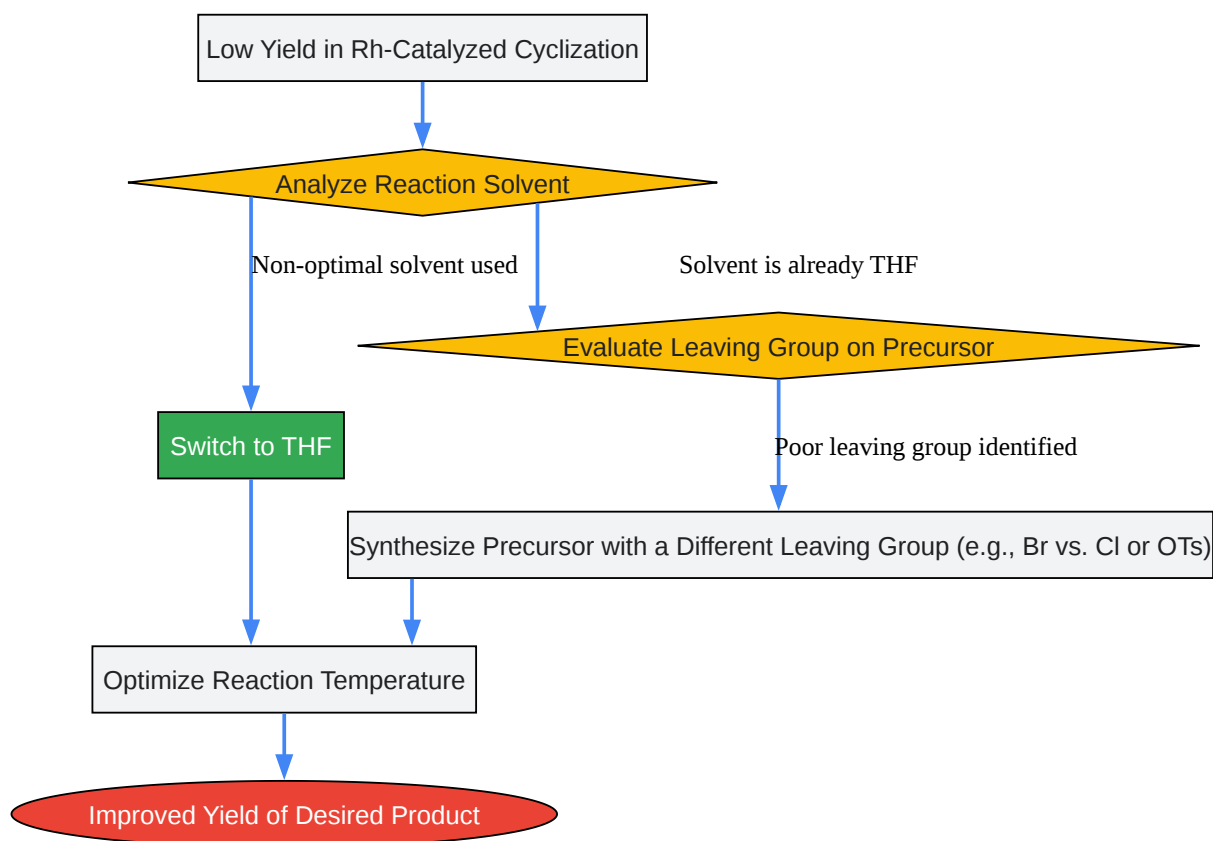 Low Yield in Rh-Catalyzed Cyclization
Analyze Reaction Solvent
Non-optimal solvent used
Solvent is already THF
Evaluate Leaving Group on Precursor
Switch to THF
Poor leaving group identified
Synthesize Precursor with a Different Leaving Group (e.g., Br vs. Cl or OTs)
Optimize Reaction Temperature
Improved Yield of Desired Product